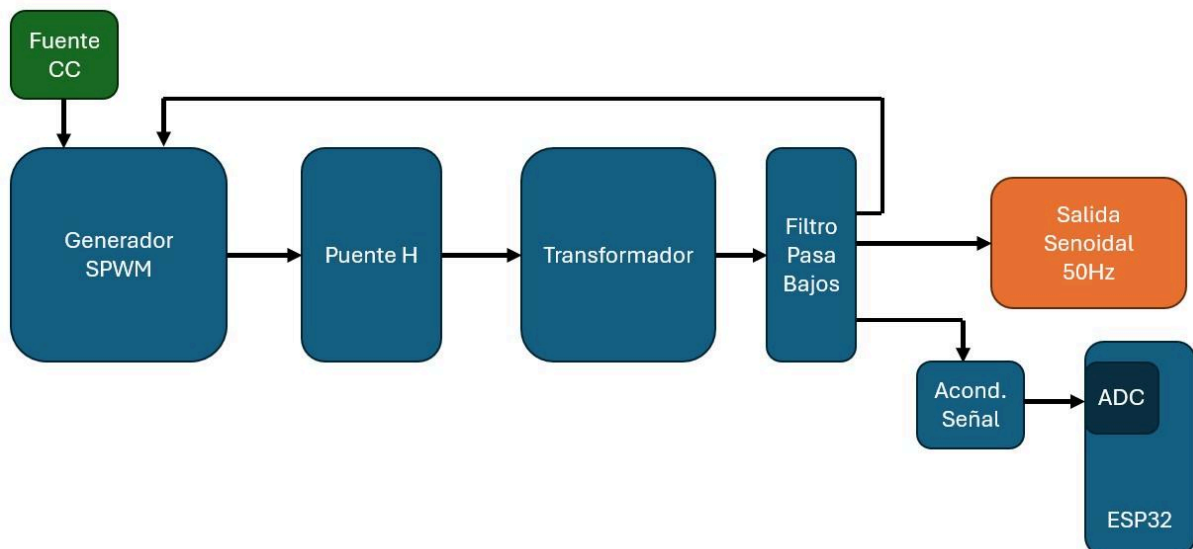 Fuente
CC
Generador
SPWM
Puente H
Transformador
Filtro
Pasa
Bajos
Salida
Senoidal
50Hz
Acond.
Señal
ADC
ESP32